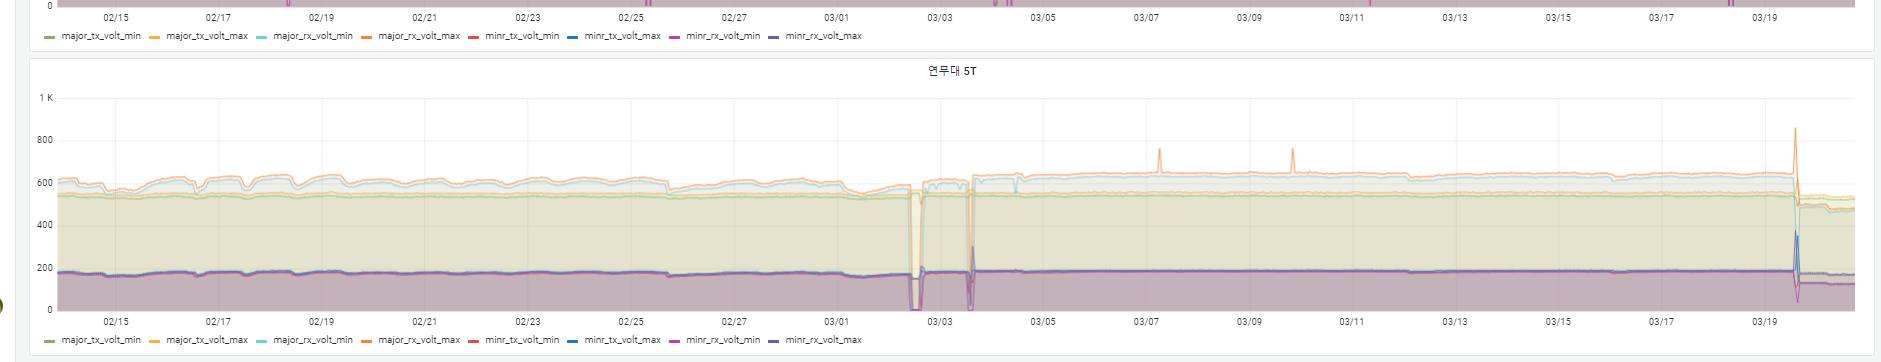 0
02/15 02/17 02/19 02/21 02/23 02/25 02/27 03/01 03/03 03/05 03/07 03/09 03/11 03/13 03/15 03/17 03/19
major_tx_volt_min major_tx_volt_max major_rx_volt_min major_rx_volt_max minr_tx_volt_min minr_tx_volt_max minr_rx_volt_min minr_rx_volt_max
연무대 5T
1 K
800
600
400
200
0
02/15 02/17 02/19 02/21 02/23 02/25 02/27 03/01 03/03 03/05 03/07 03/09 03/11 03/13 03/15 03/17 03/19
major_tx_volt_min major_tx_volt_max major_rx_volt_min major_rx_volt_max minr_tx_volt_min minr_tx_volt_max minr_rx_volt_min minr_rx_volt_max